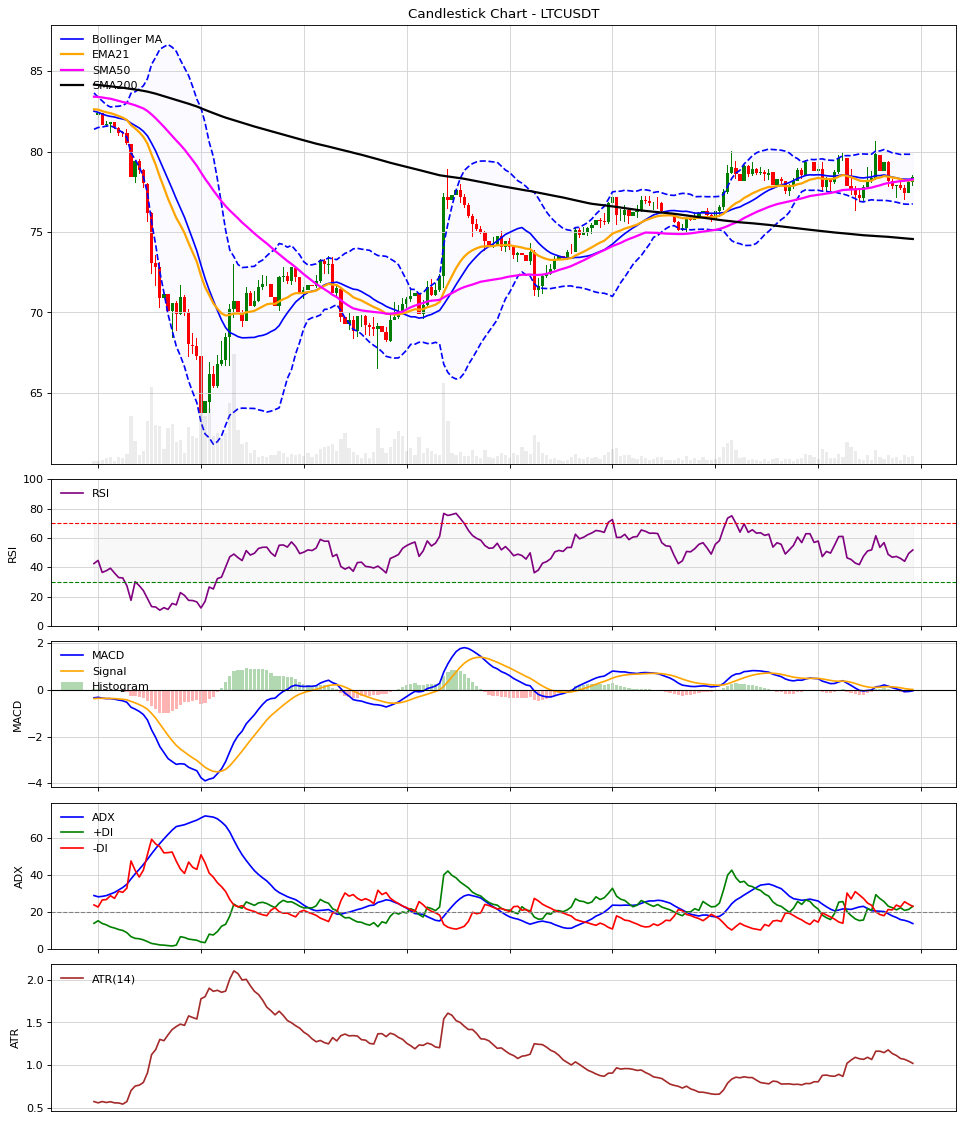 Candlestick Chart - LTCUSDT
Bollinger MA
EMA21
SMA50
SMA200
85
80
75
70
65
RSI
100
80
60
40
20
0
RSI
MACD
Signal
Histogram
2
0
−2
−4
MACD
ADX
+DI
-DI
60
40
20
0
ADX
ATR(14)
2.0
1.5
1.0
0.5
ATR